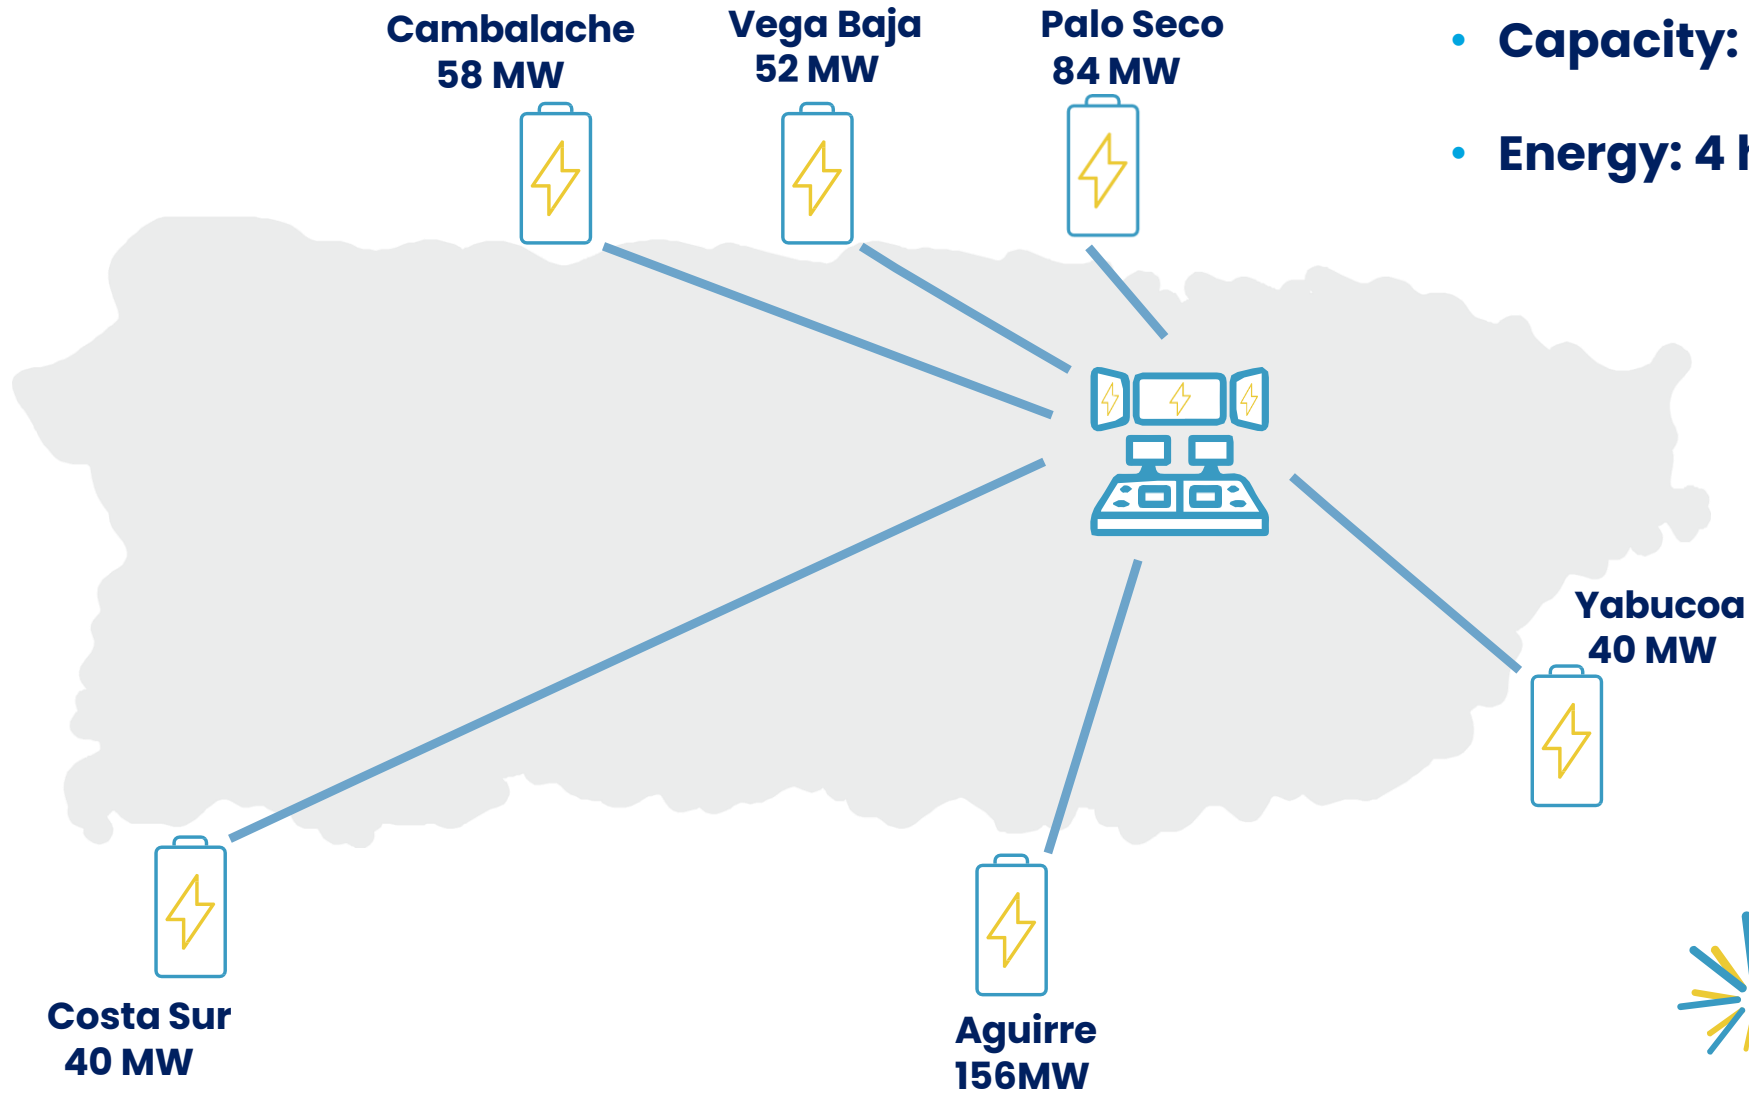 Cambalache
58 MW
Vega Baja
52 MW
Palo Seco
84 MW
• Capacity:
• Energy: 4
Yabucoa
40 MW
Costa Sur
40 MW
Aguirre
156MW